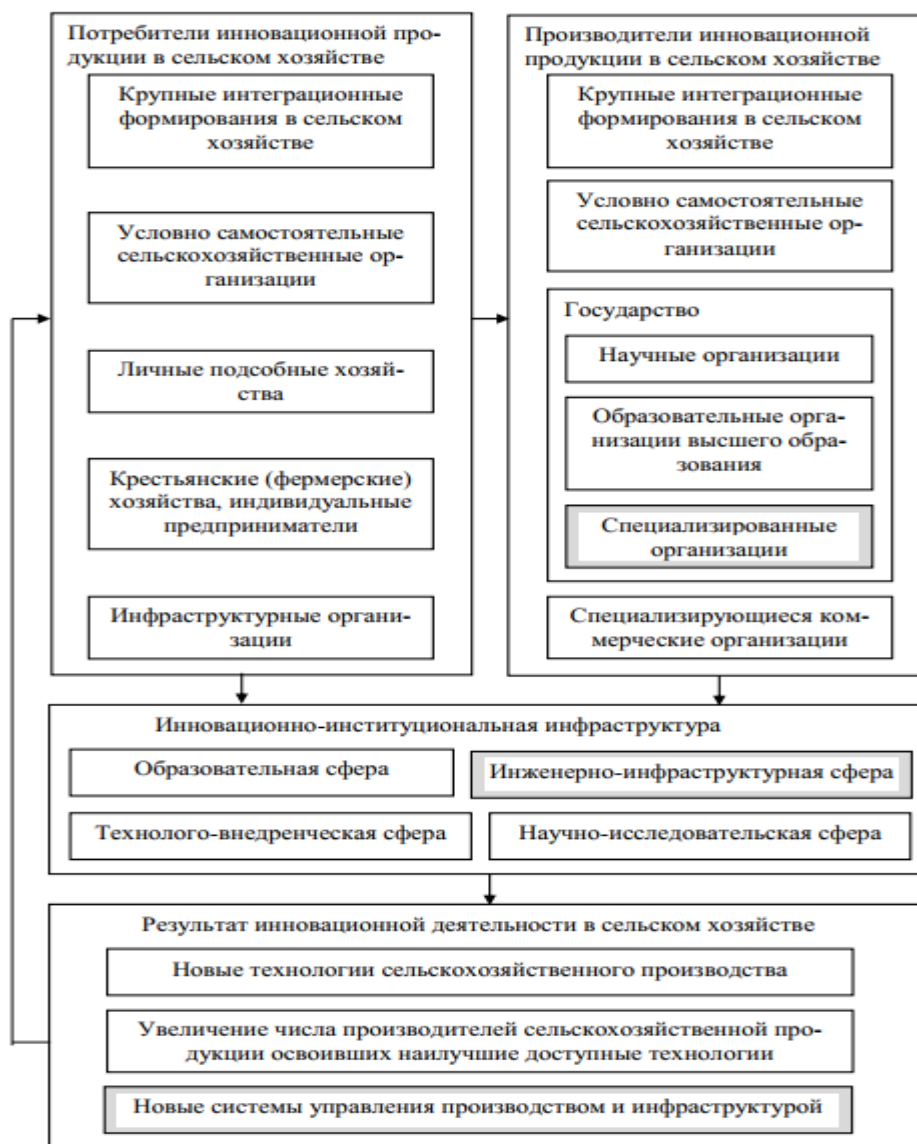 Потребители инновационной про-
дукции в сельском хозяйстве
Крупные интеграционные
формирования в сельском
хозяйстве
Условно самостоятельные
сельскохозяйственные ор-
ганизации
Личные подсобные хозяй-
ства
Крестьянские (фермерские)
хозяйства, индивидуальные
предприниматели
Инфраструктурные органи-
зации
Производители инновационной
продукции в сельском хозяйстве
Крупные интеграционные
формирования в сельском
хозяйстве
Условно самостоятельные
сельскохозяйственные ор-
ганизации
Государство
Научные организации
Образовательные орга-
низации высшего обра-
зования
Специализированные
организации
Специализирующиеся ком-
мерческие организации
Инновационно-институциональная инфраструктура
Образовательная сфера
Инженерно-инфраструктурная сфера
Технолого-внедренческая сфера
Научно-исследовательская сфера
Результат инновационной деятельности в сельском хозяйстве
Новые технологии сельскохозяйственного производства
Увеличение числа производителей сельскохозяйственной про-
дукции освоивших наилучшие доступные технологии
Новые системы управления производством и инфраструктурой